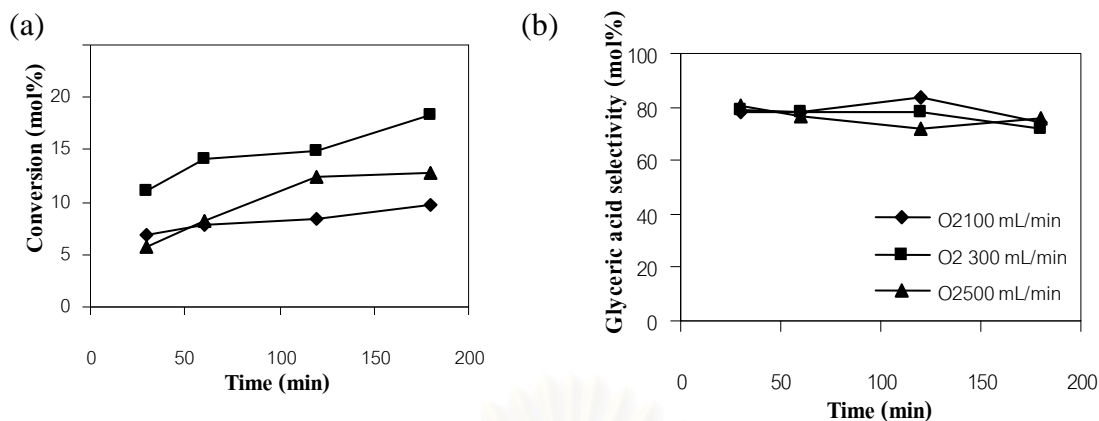 (a)
Conversion (mol%)
20
15
10
5
0
0 50 100 150 200
Time (min)
(b)
Glyceric acid selectivity (mol%)
100
80
60
40
20
0
O2100 mL/min
O2 300 mL/min
O2500 mL/min
0 50 100 150 200
Time (min)